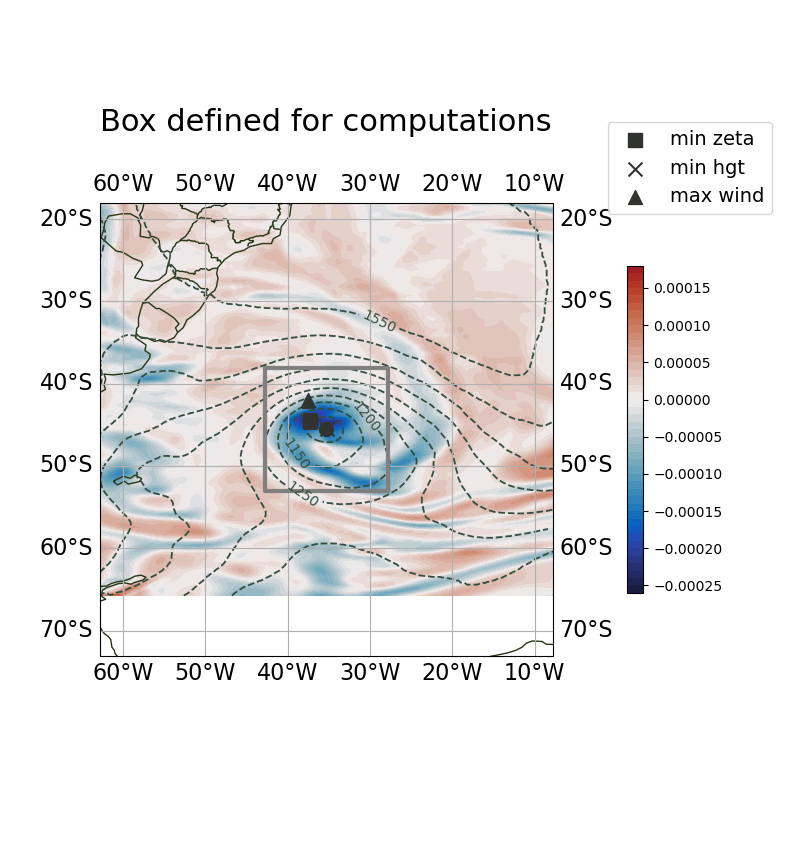 Box defined for computations
min zeta
min hgt
max wind
60°W 50°W 40°W 30°W 20°W 10°W
20°S 20°S
30°S 30°S
40°S 40°S
50°S 50°S
60°S 60°S
70°S 70°S
60°W 50°W 40°W 30°W 20°W 10°W
1550
1200
1150
1250
0.00015
0.00010
0.00005
0.00000
−0.00005
−0.00010
−0.00015
−0.00020
−0.00025